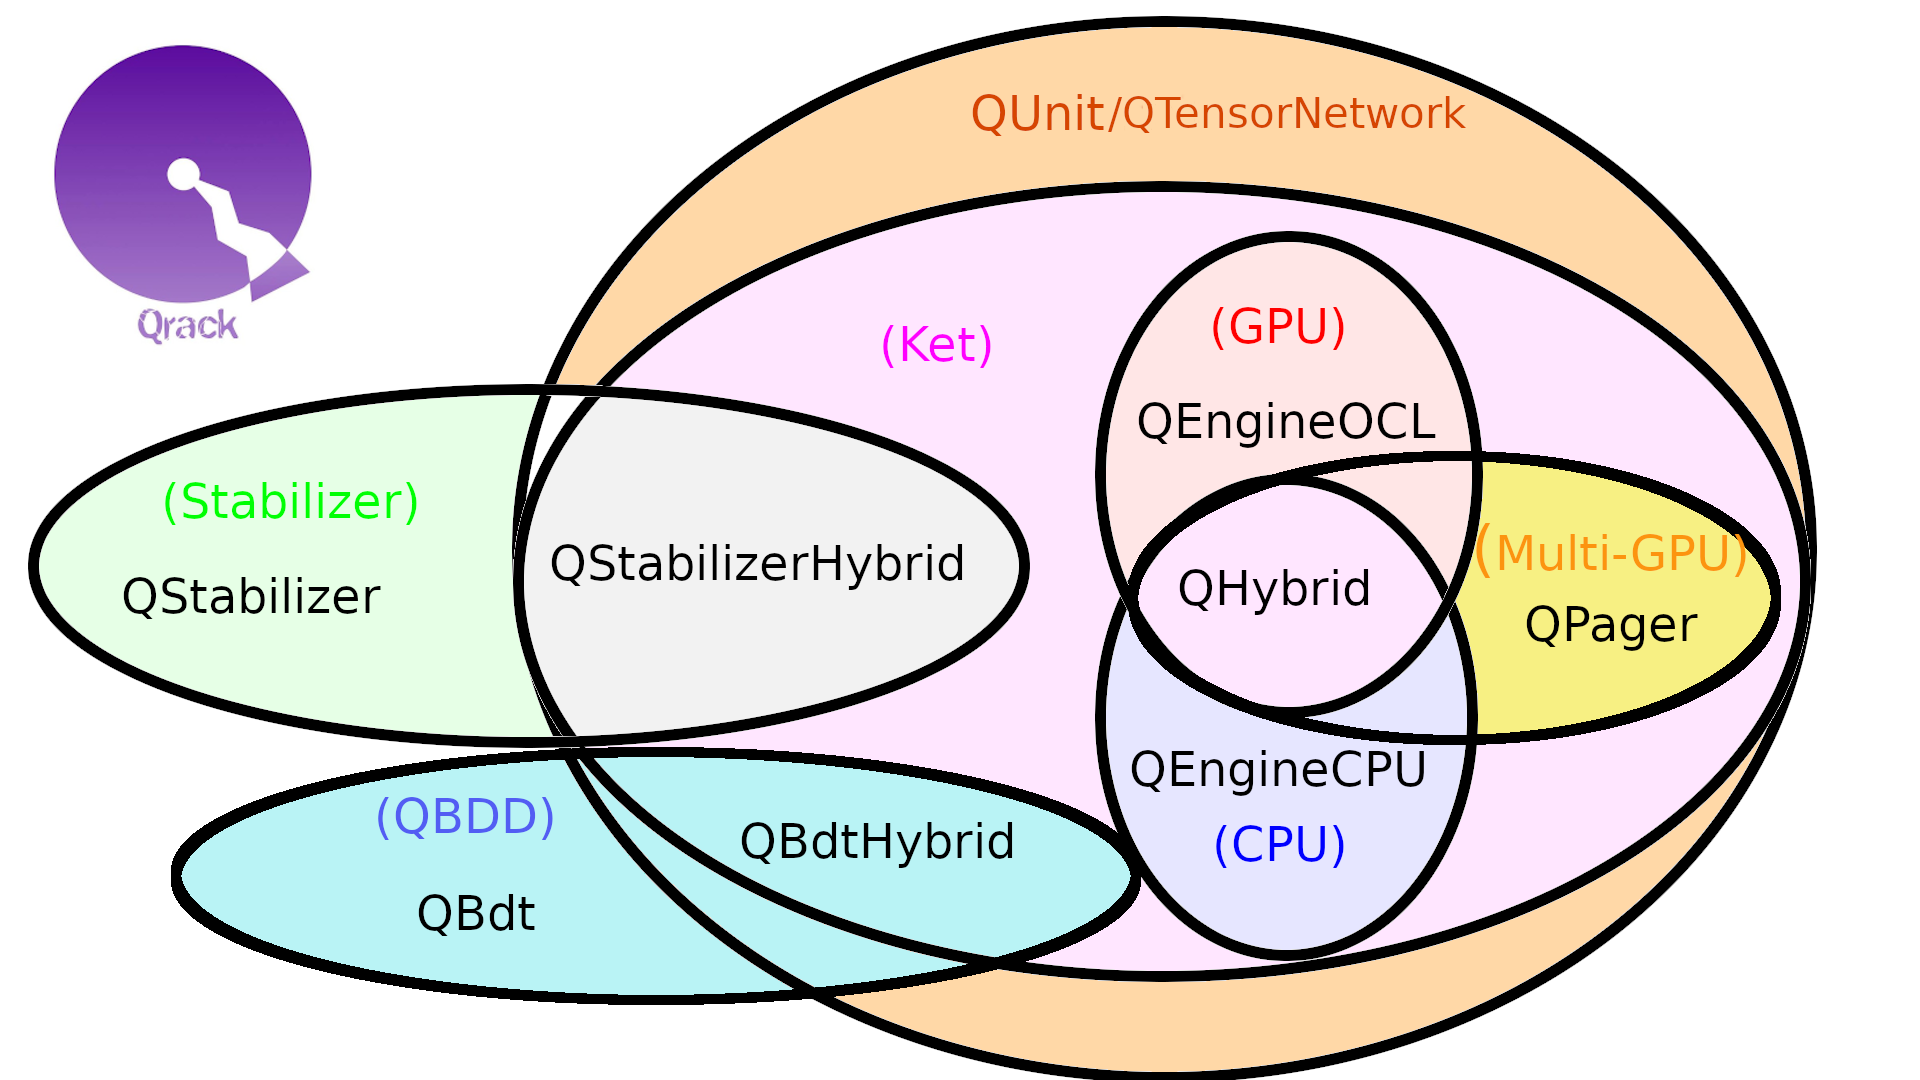 QUnit/QTensorNetwork
Qrack
(Ket)
(GPU)
QEngineOCL
(Stabilizer)
QStabilizer
QStabilizerHybrid
QHybrid
(Multi-GPU)
QPager
QEngineCPU
(CPU)
(QBDD)
QBdtHybrid
QBdt